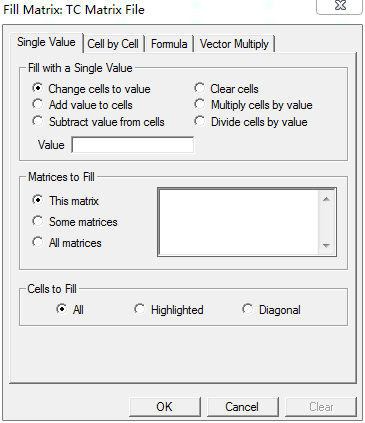 Fill Matrix: TC Matrix File
Single Value Cell by Cell Formula Vector Multiply
Fill with a Single Value
Change cells to value Clear cells
Add value to cells Multiply cells by value
Subtract value from cells Divide cells by value
Value
Matrices to Fill
This matrix
Some matrices
All matrices
Cells to Fill
All Highlighted Diagonal
OK Cancel Clear